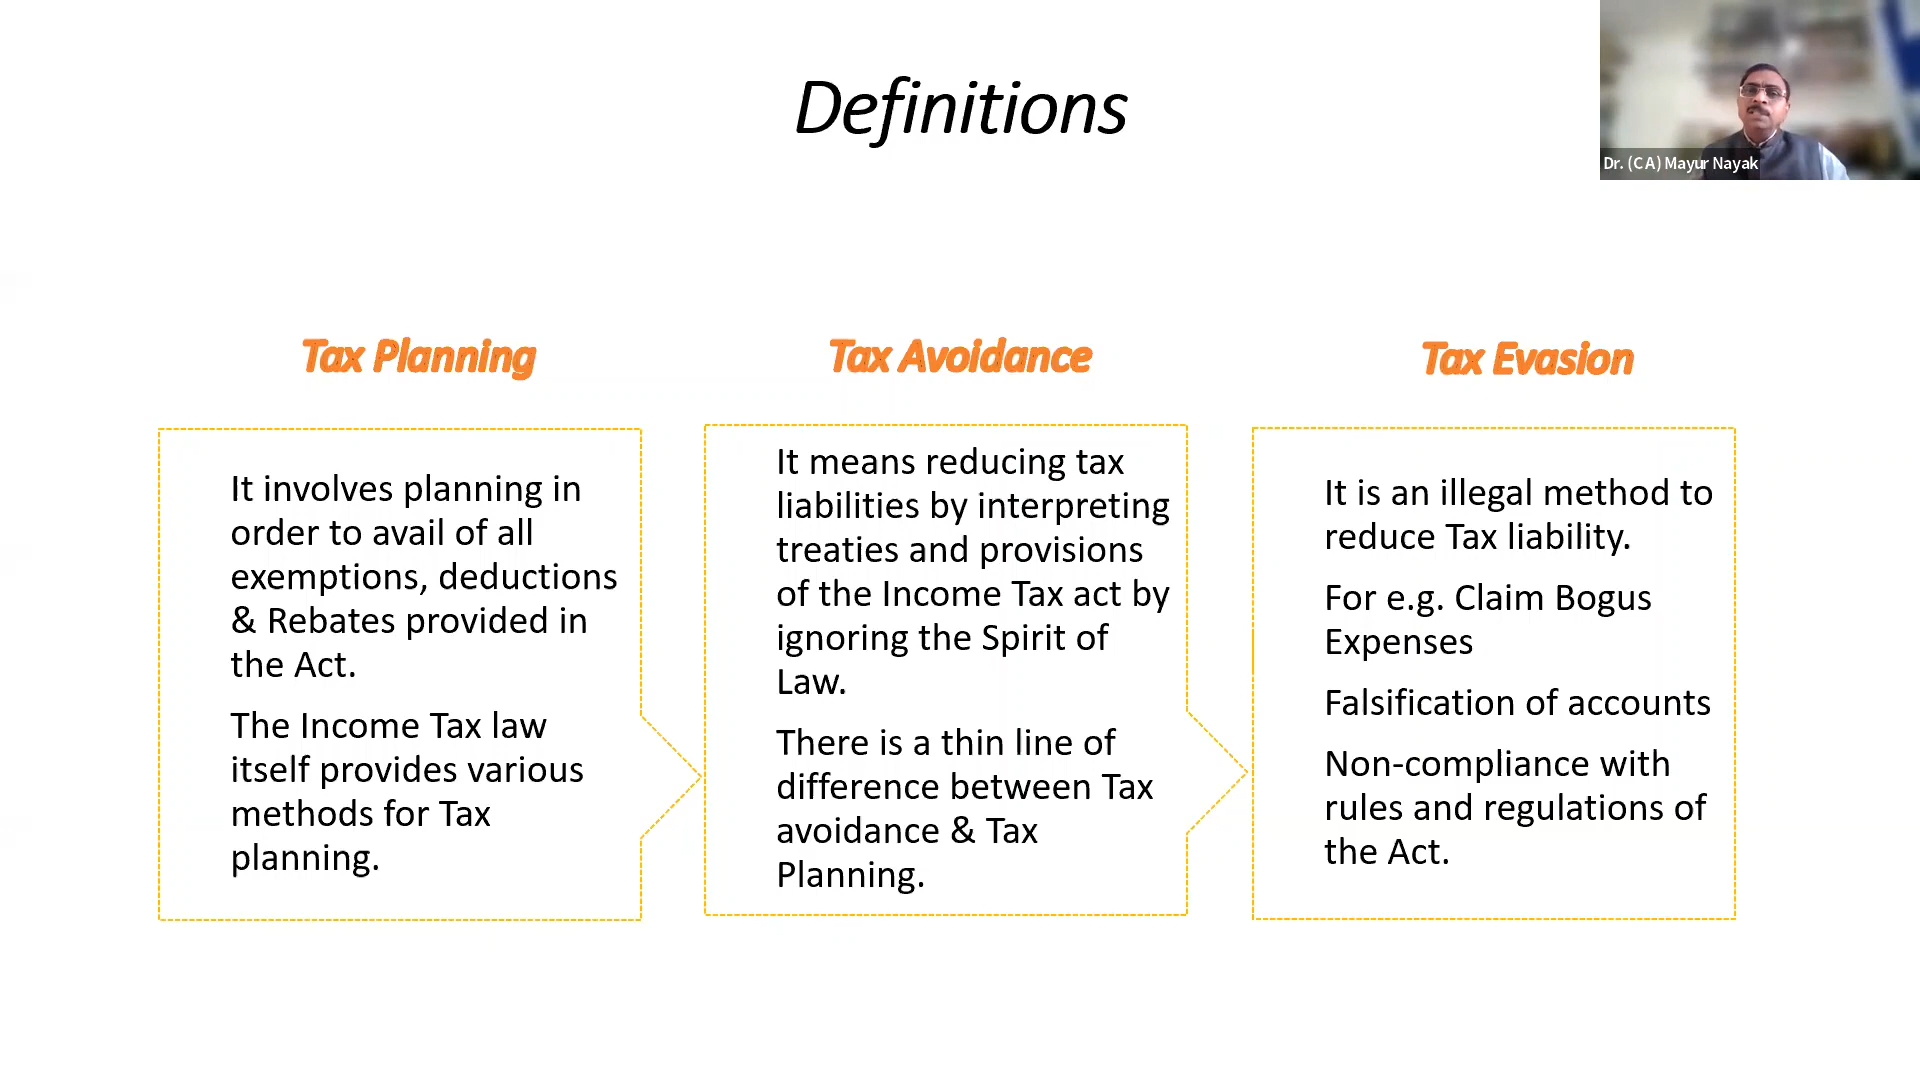 Definitions
Dr. (CA) Mayur Nayak
Tax Planning
It involves planning in
order to avail of all
exemptions, deductions
& Rebates provided in
the Act.
The Income Tax law
itself provides various
methods for Tax
planning.
Tax Avoidance
It means reducing tax
liabilities by interpreting
treaties and provisions
of the Income Tax act by
ignoring the Spirit of
Law.
There is a thin line of
difference between Tax
avoidance & Tax
Planning.
Tax Evasion
It is an illegal method to
reduce Tax liability.
For e.g. Claim Bogus
Expenses
Falsification of accounts
Non-compliance with
rules and regulations of
the Act.